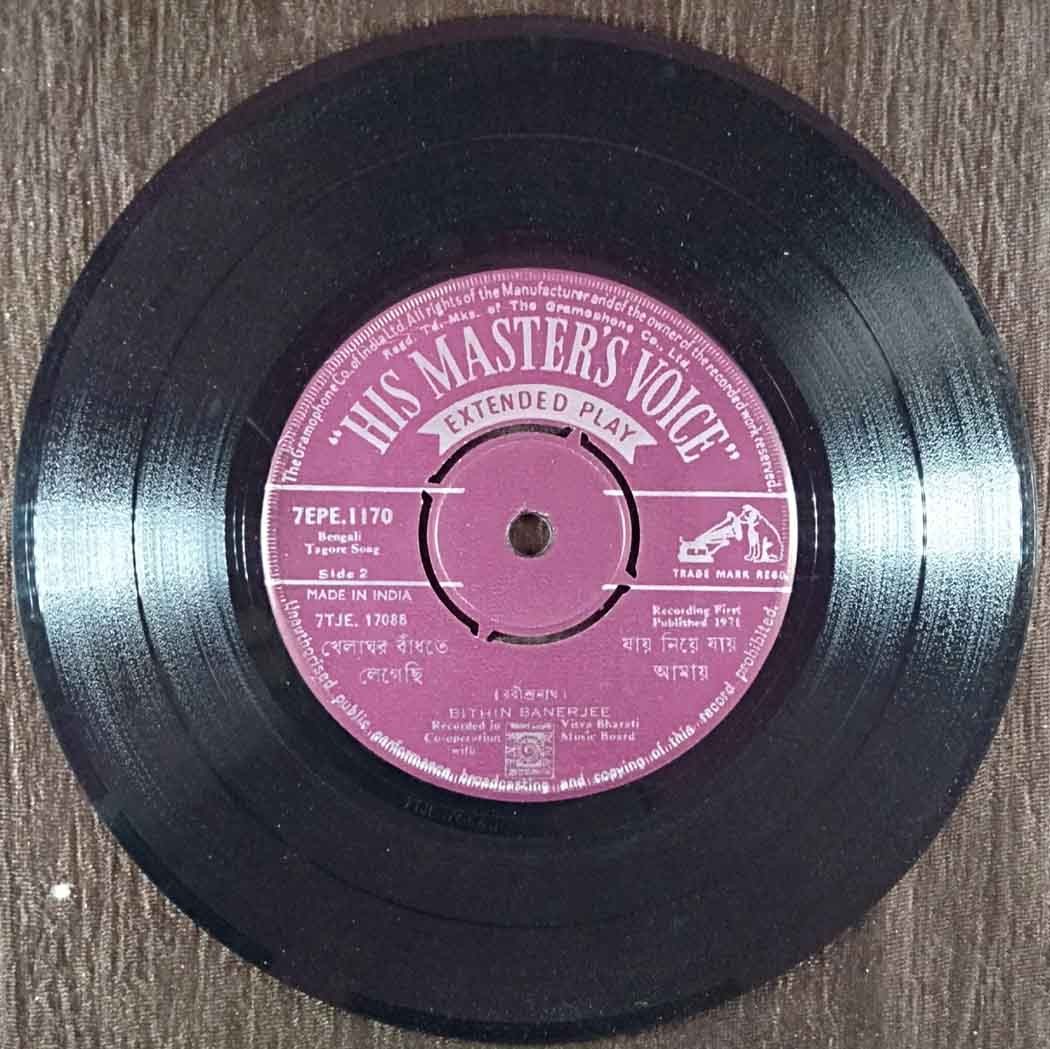 The Gramophone Co. of India Ltd. All rights of the Manufacturer and of the owner of the recorded work reserved.
Regd. Td.-Mks. of The Gramophone Co., Ltd.
"HIS MASTER'S VOICE"
EXTENDED PLAY
7EPE.1170
Bengali
Tagore Song
Side 2
TRADE MARK REGD.
MADE IN INDIA
7TJE. 17088
Recording First
Published 1971
খেলাঘর বাঁধতে
লেগেছি
যায় নিয়ে যায়
আমায়
(রবীন্দ্রনাথ)
BITHIN BANERJEE
Recorded in Visva Bharati
Co-operation Music Board
with
Unauthorised public performance, broadcasting and copying of this record prohibited.